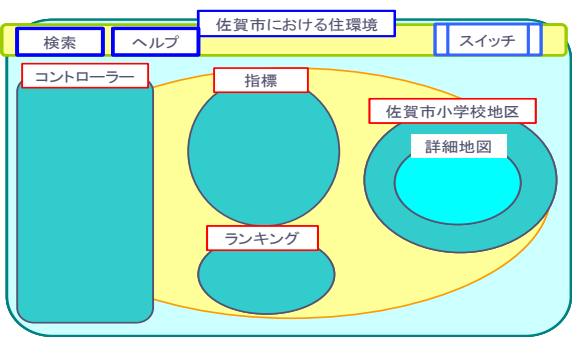 佐賀市における住環境
検索
ヘルプ
スイッチ
コントローラー
指標
佐賀市小学校地区
詳細地図
ランキング